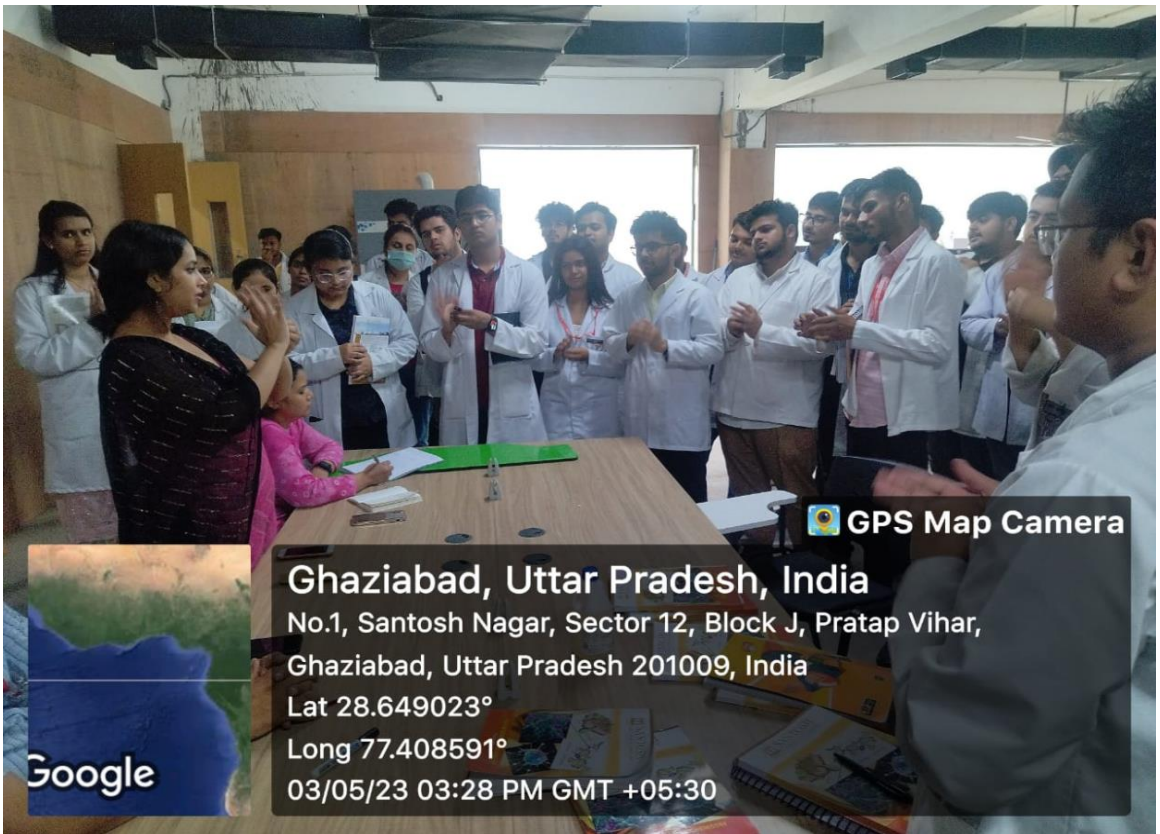 GPS Map Camera
Ghaziabad, Uttar Pradesh, India
No.1, Santosh Nagar, Sector 12, Block J, Pratap Vihar,
Ghaziabad, Uttar Pradesh 201009, India
Lat 28.649023°
Long 77.408591°
03/05/23 03:28 PM GMT +05:30
Google